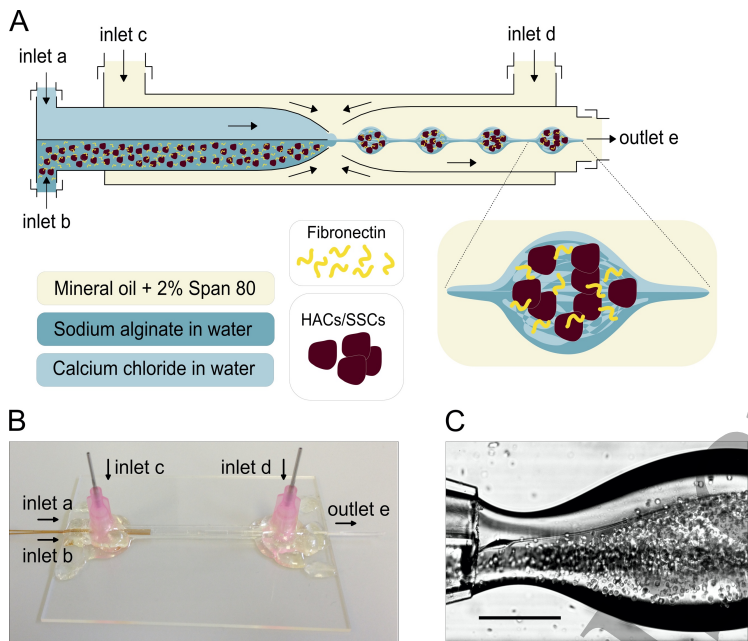 A
inlet c
inlet d
inlet a
outlet e
inlet b
Fibronectin
Mineral oil + 2% Span 80
HACs/SSCs
Sodium alginate in water
Calcium chloride in water
B
C
inlet c
inlet d
inlet a
outlet e
inlet b